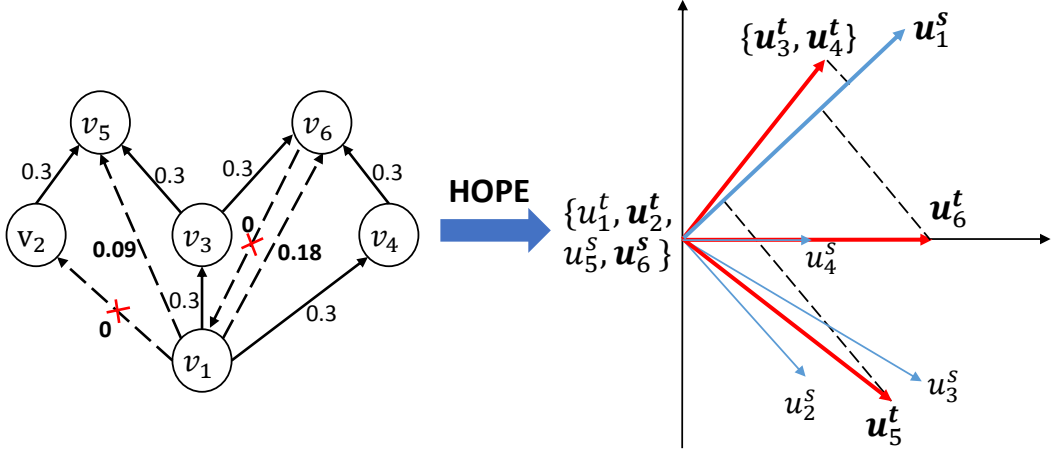 v₅
v₆
0.3
0.3
0.3
0.3
v₂
0.09
v₃
0
0.18
v₄
0
0.3
0.3
v₁
HOPE
{u₃ᵗ, u₄ᵗ}
u₁ˢ
{u₁ᵗ, u₂ᵗ,
u₅ˢ, u₆ˢ }
u₆ᵗ
u₄ˢ
u₂ˢ
u₃ˢ
u₅ᵗ